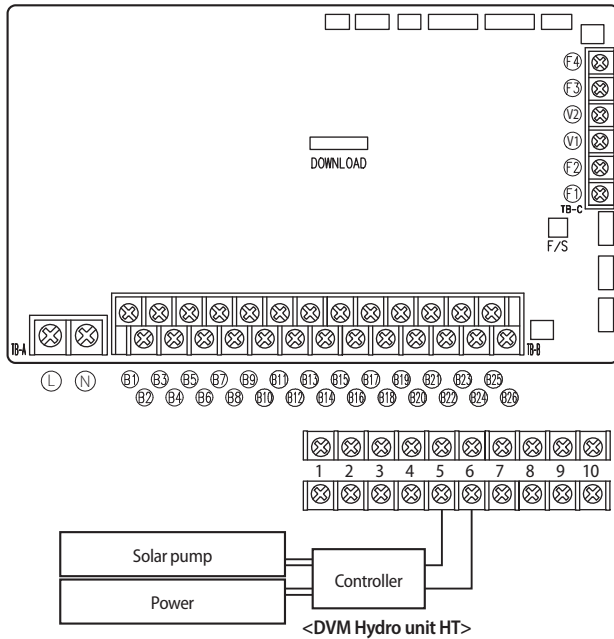 F4
F3
V2
V1
F2
F1
TB-C
F/S
DOWNLOAD
TB-A
TB-B
L N B1 B3 B5 B7 B9 B11 B13 B15 B17 B19 B21 B23 B25
B2 B4 B6 B8 B10 B12 B14 B16 B18 B20 B22 B24 B26
1 2 3 4 5 6 7 8 9 10
Solar pump
Power
Controller
<DVM Hydro unit HT>